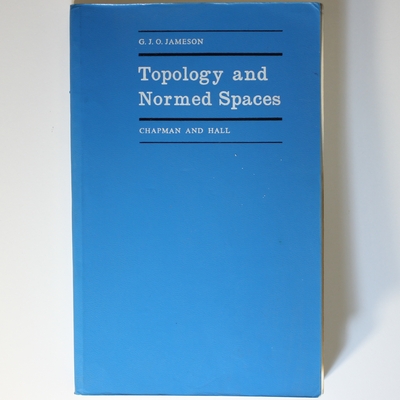 G. J. O. JAMESON
Topology and
Normed Spaces
CHAPMAN AND HALL